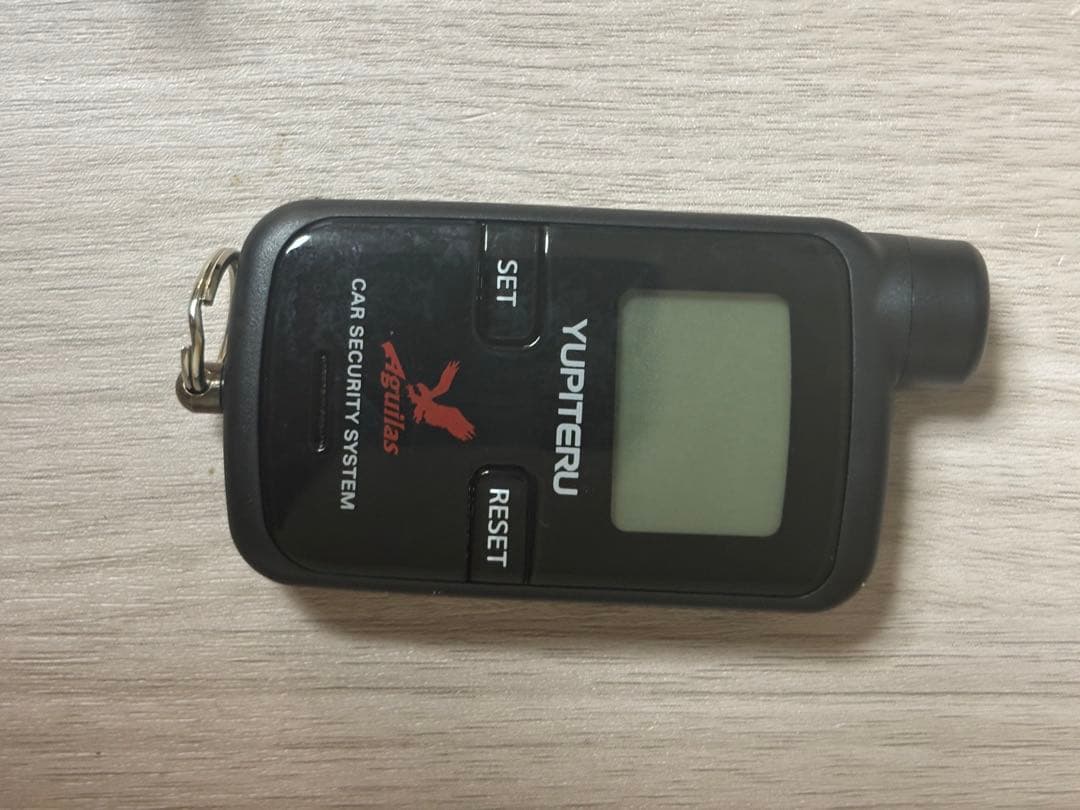 YUPITERU
SET
RESET
Aguilas
CAR SECURITY SYSTEM